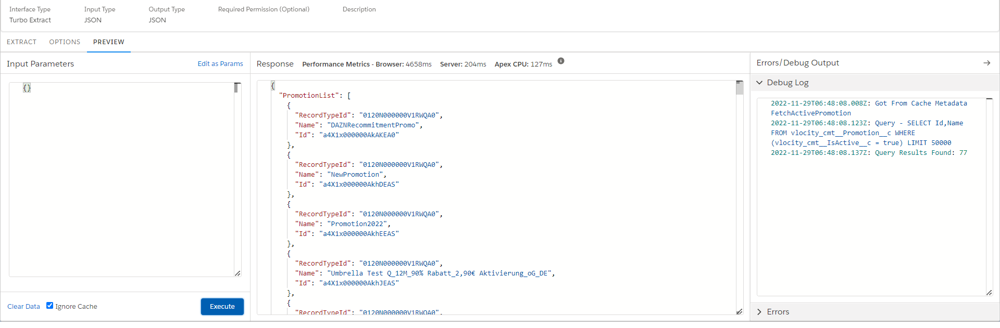 Interface Type
Input Type
Output Type
Required Permission (Optional)
Description
Turbo Extract
JSON
JSON
EXTRACT
OPTIONS
PREVIEW
Input Parameters
Edit as Params
{}
Clear Data
Ignore Cache
Execute
Response
Performance Metrics - Browser: 4658ms
Server: 204ms
Apex CPU: 127ms
{
"PromotionList": [
{
"RecordTypeId": "0120N000000V1RWQA0",
"Name": "DAZNRecommitmentPromo",
"Id": "a4X1x000000AkAKEA0"
},
{
"RecordTypeId": "0120N000000V1RWQA0",
"Name": "NewPromotion",
"Id": "a4X1x000000AkhDEAS"
},
{
"RecordTypeId": "0120N000000V1RWQA0",
"Name": "Promotion2022",
"Id": "a4X1x000000AkhEEAS"
},
{
"RecordTypeId": "0120N000000V1RWQA0",
"Name": "Umbrella Test Q_12M_90% Rabatt_2,90€ Aktivierung_oG_DE",
"Id": "a4X1x000000AkhJEAS"
},
{
"RecordTypeId": "0120N000000V1RWQA0",
Errors/Debug Output
Debug Log
2022-11-29T06:48:08.008Z: Got From Cache Metadata
FetchActivePromotion
2022-11-29T06:48:08.123Z: Query - SELECT Id,Name
FROM vlocity_cmt__Promotion__c WHERE
(vlocity_cmt__IsActive__c = true) LIMIT 50000
2022-11-29T06:48:08.137Z: Query Results Found: 77
Errors